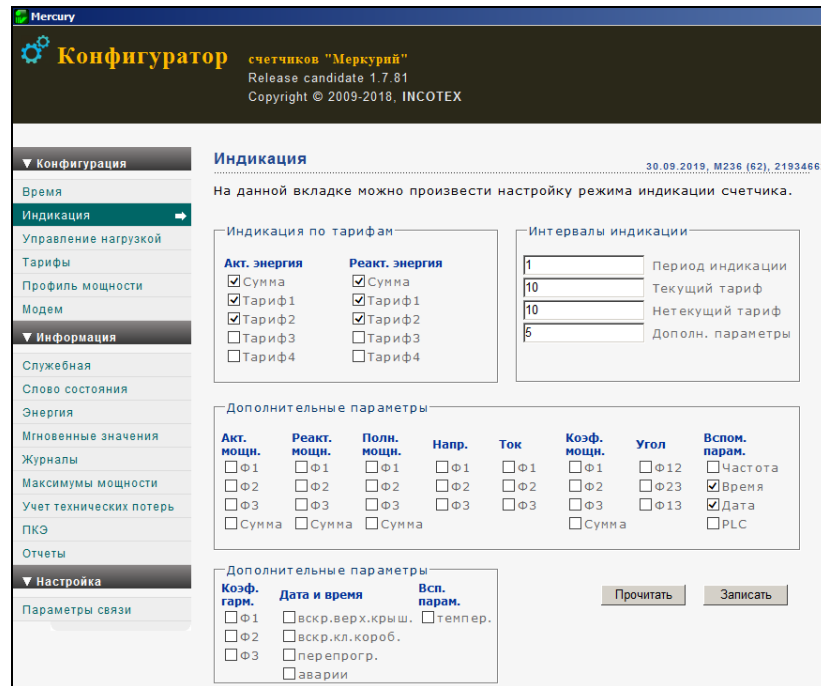 Mercury
Конфигуратор счетчиков "Меркурий"
Release candidate 1.7.81
Copyright © 2009-2018, INCOTEX
▼ Конфигурация
Время
Индикация
Управление нагрузкой
Тарифы
Профиль мощности
Модем
▼ Информация
Служебная
Слово состояния
Энергия
Мгновенные значения
Журналы
Максимумы мощности
Учет технических потерь
ПКЭ
Отчеты
▼ Настройка
Параметры связи
Индикация
30.09.2019, М236 (62), 2193466
На данной вкладке можно произвести настройку режима индикации счетчика.
Индикация по тарифам
Акт. энергия Реакт. энергия
Сумма Сумма
Тариф1 Тариф1
Тариф2 Тариф2
Тариф3 Тариф3
Тариф4 Тариф4
Интервалы индикации
1 Период индикации
10 Текущий тариф
10 Нетекущий тариф
5 Дополн. параметры
Дополнительные параметры
Акт. мощн. Реакт. мощн. Полн. мощн. Напр. Ток Коэф. мощн. Угол Вспом. парам.
Ф1 Ф1 Ф1 Ф1 Ф1 Ф1 Ф12 Частота
Ф2 Ф2 Ф2 Ф2 Ф2 Ф2 Ф23 Время
Ф3 Ф3 Ф3 Ф3 Ф3 Ф3 Ф13 Дата
Сумма Сумма Сумма Сумма PLC
Дополнительные параметры
Коэф. гарм. Дата и время Всп. парам.
Ф1 вскр.верх.крыш. темпер.
Ф2 вскр.кл.короб.
Ф3 перепрогр.
аварии
Прочитать Записать